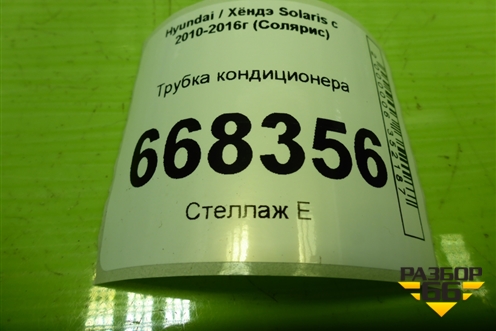 Hyundai / Хёндэ Solaris с
2010-2016г (Солярис)
Трубка кондиционера
668356
Стеллаж Е
РАЗБОР
66